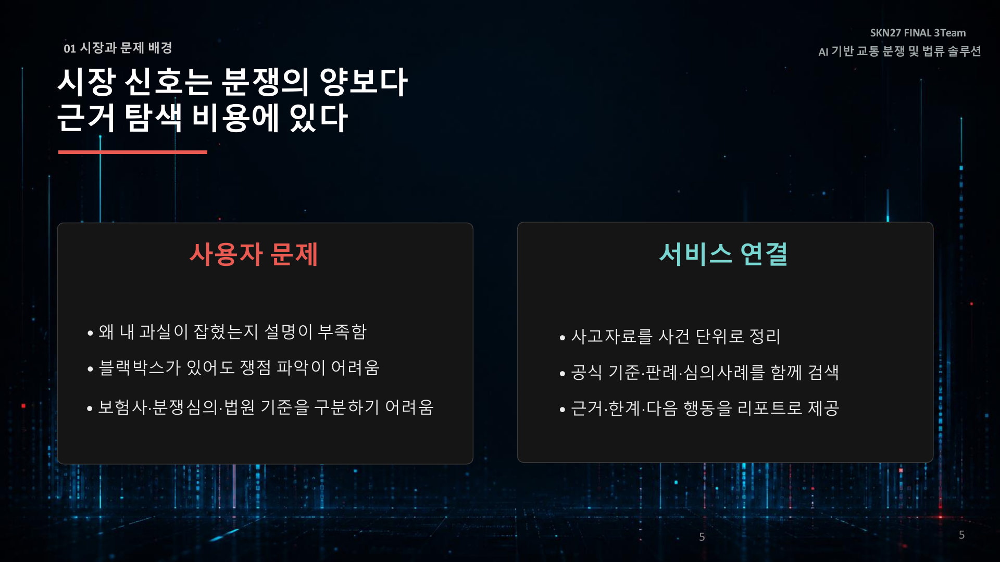 SKN27 FINAL 3Team
AI 기반 교통 분쟁 및 법류 솔루션
01 시장과 문제 배경
시장 신호는 분쟁의 양보다
근거 탐색 비용에 있다
사용자 문제
• 왜 내 과실이 잡혔는지 설명이 부족함
• 블랙박스가 있어도 쟁점 파악이 어려움
• 보험사·분쟁심의·법원 기준을 구분하기 어려움
서비스 연결
• 사고자료를 사건 단위로 정리
• 공식 기준·판례·심의사례를 함께 검색
• 근거·한계·다음 행동을 리포트로 제공
5
5